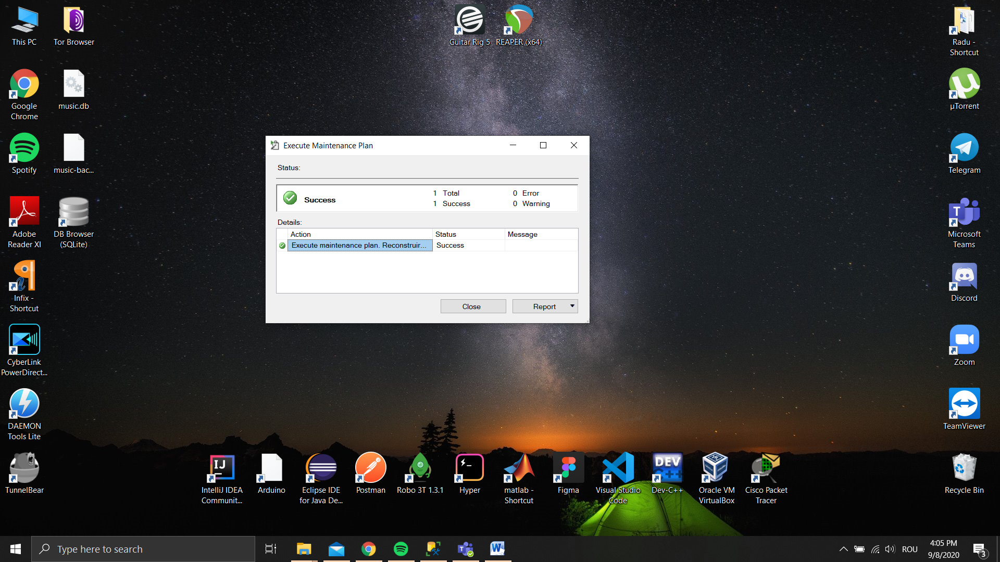 This PC
Tor Browser
Guitar Rig 5
REAPER (x64)
Radu -
Shortcut
Google
Chrome
music.db
µTorrent
Spotify
music-bac...
Telegram
Adobe
Reader XI
DB Browser
(SQLite)
Microsoft
Teams
Infix -
Shortcut
Discord
CyberLink
PowerDirect...
Zoom
DAEMON
Tools Lite
TeamViewer
TunnelBear
Recycle Bin
Execute Maintenance Plan
Status:
Success
1 Total
0 Error
1 Success
0 Warning
Details:
Action
Status
Message
Execute maintenance plan. Reconstruir...
Success
Close
Report
IJ
IntelliJ IDEA
Communit...
Arduino
Eclipse IDE
for Java De...
Postman
Robo 3T 1.3.1
Hyper
matlab -
Shortcut
Figma
Visual Studio
Code
DEV
C++
Dev-C++
Oracle VM
VirtualBox
Cisco Packet
Tracer
Type here to search
ROU
4:05 PM
9/8/2020
3